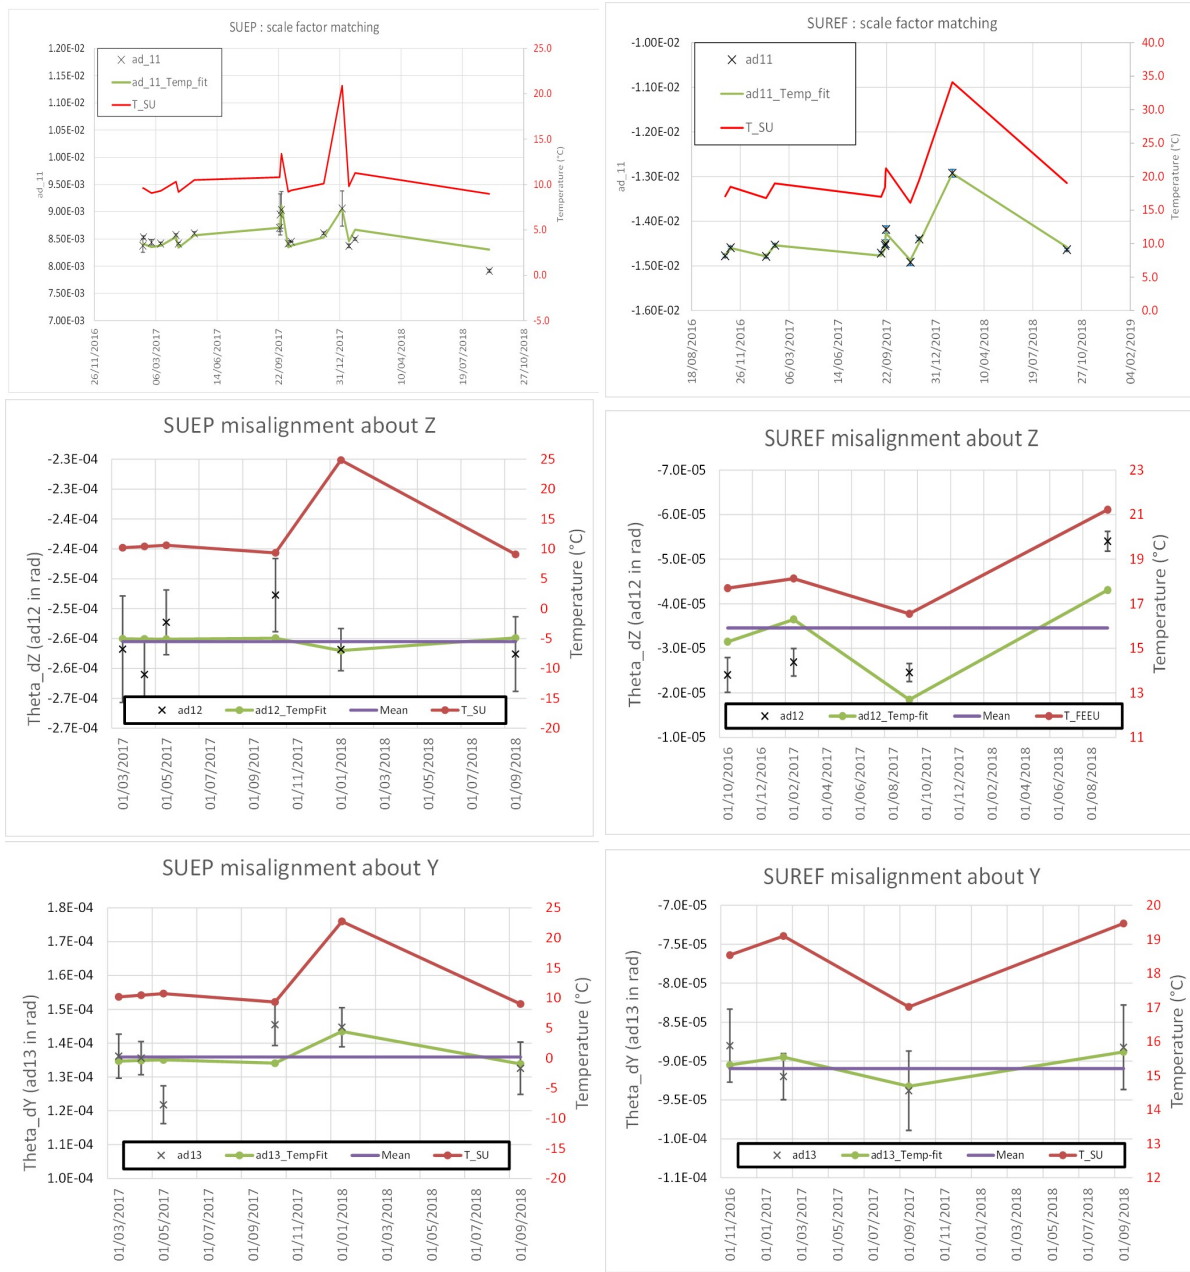 SUEP : scale factor matching
1.20E-02
1.15E-02
1.10E-02
1.05E-02
1.00E-02
9.50E-03
9.00E-03
8.50E-03
8.00E-03
7.50E-03
7.00E-03
ad_11
ad_11
ad_11_Temp_fit
T_SU
25.0
20.0
15.0
10.0
5.0
0.0
-5.0
Temperature (°C)
26/11/2016
06/03/2017
14/06/2017
22/09/2017
31/12/2017
10/04/2018
19/07/2018
27/10/2018
SUREF : scale factor matching
-1.00E-02
-1.10E-02
-1.20E-02
-1.30E-02
-1.40E-02
-1.50E-02
-1.60E-02
ad_11
ad11
ad11_Temp_fit
T_SU
40.0
35.0
30.0
25.0
20.0
15.0
10.0
5.0
0.0
Temperature (°C)
18/08/2016
26/11/2016
06/03/2017
14/06/2017
22/09/2017
31/12/2017
10/04/2018
19/07/2018
27/10/2018
04/02/2019
SUEP misalignment about Z
-2.3E-04
-2.3E-04
-2.4E-04
-2.4E-04
-2.5E-04
-2.5E-04
-2.6E-04
-2.6E-04
-2.7E-04
-2.7E-04
Theta_dZ (ad12 in rad)
25
20
15
10
5
0
-5
-10
-15
-20
Temperature (°C)
ad12
ad12_TempFit
Mean
T_SU
01/03/2017
01/05/2017
01/07/2017
01/09/2017
01/11/2017
01/01/2018
01/03/2018
01/05/2018
01/07/2018
01/09/2018
SUREF misalignment about Z
-7.0E-05
-6.0E-05
-5.0E-05
-4.0E-05
-3.0E-05
-2.0E-05
-1.0E-05
Theta_dZ (ad12 in rad)
23
21
19
17
15
13
11
Temperature (°C)
ad12
ad12_Temp-fit
Mean
T_FEEU
01/10/2016
01/12/2016
01/02/2017
01/04/2017
01/06/2017
01/08/2017
01/10/2017
01/12/2017
01/02/2018
01/04/2018
01/06/2018
01/08/2018
SUEP misalignment about Y
1.8E-04
1.7E-04
1.6E-04
1.5E-04
1.4E-04
1.3E-04
1.2E-04
1.1E-04
1.0E-04
Theta_dY (ad13 in rad)
25
20
15
10
5
0
-5
-10
-15
-20
Temperature (°C)
ad13
ad13_TempFit
Mean
T_SU
01/03/2017
01/05/2017
01/07/2017
01/09/2017
01/11/2017
01/01/2018
01/03/2018
01/05/2018
01/07/2018
01/09/2018
SUREF misalignment about Y
-7.0E-05
-7.5E-05
-8.0E-05
-8.5E-05
-9.0E-05
-9.5E-05
-1.0E-04
-1.1E-04
Theta_dY (ad13 in rad)
20
19
18
17
16
15
14
13
12
Temperature (°C)
ad13
ad13_Temp-fit
Mean
T_SU
01/11/2016
01/01/2017
01/03/2017
01/05/2017
01/07/2017
01/09/2017
01/11/2017
01/01/2018
01/03/2018
01/05/2018
01/07/2018
01/09/2018